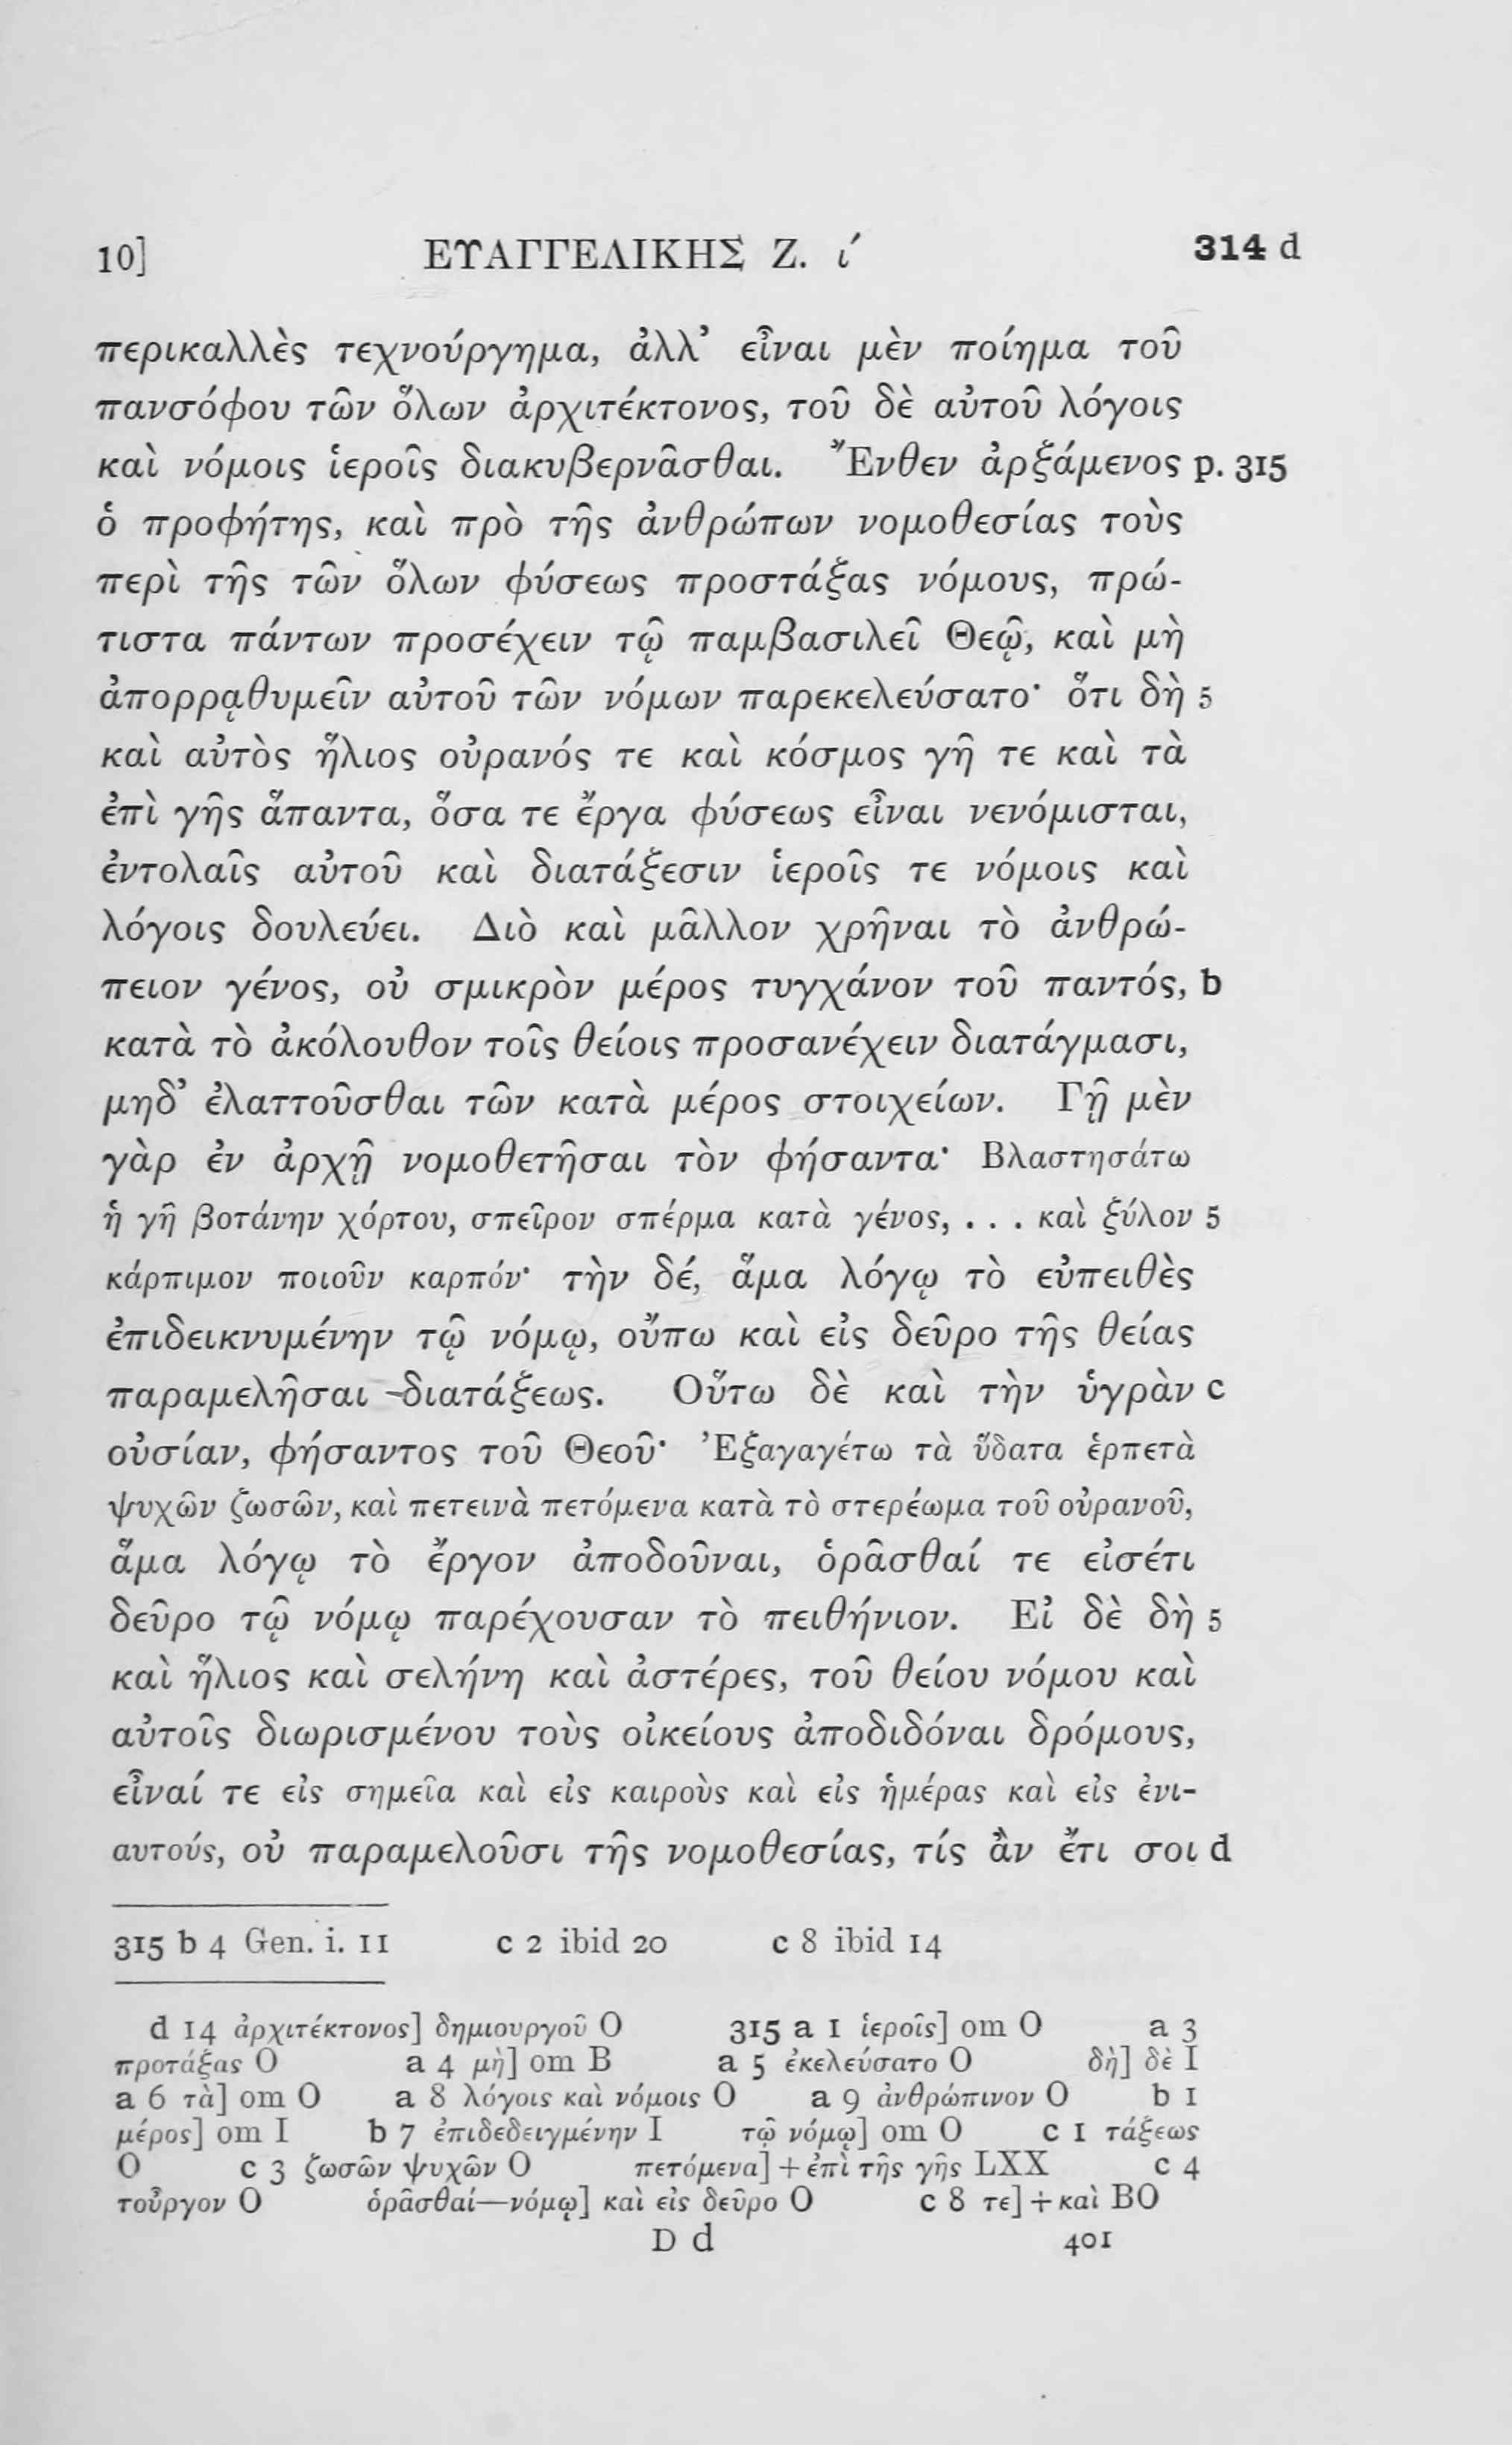 10] ΕΥΑΓΓΕΛΙΚΗΣ Ζ. ί 314 d
περικαλλὲς τεχνούργημα, ἀλλ’ εἶναι μὲν ποίημα τοῦ
πανσόφου τῶν ὅλων ἀρχιτέκτονος, τοῦ δὲ αὐτοῦ λόγοις
καὶ νόμοις ἱεροῖς διακυβερνᾶσθαι. Ἔνθεν ἀρξάμενος p. 315
ὁ προφήτης, καὶ πρὸ τῆς ἀνθρώπων νομοθεσίας τοὺς
περὶ τῆς τῶν ὅλων φύσεως προστάξας νόμους, πρώ-
τιστα πάντων προσέχειν τῷ παμβασιλεῖ Θεῷ, καὶ μὴ
ἀπορρᾳθυμεῖν αὐτοῦ τῶν νόμων παρεκελεύσατο· ὅτι δὴ 5
καὶ αὐτὸς ἥλιος οὐρανός τε καὶ κόσμος γῆ τε καὶ τὰ
ἐπὶ γῆς ἅπαντα, ὅσα τε ἔργα φύσεως εἶναι νενόμισται,
ἐντολαῖς αὐτοῦ καὶ διατάξεσιν ἱεροῖς τε νόμοις καὶ
λόγοις δουλεύει. Διὸ καὶ μᾶλλον χρῆναι τὸ ἀνθρώ-
πειον γένος, οὐ σμικρὸν μέρος τυγχάνον τοῦ παντός, b
κατὰ τὸ ἀκόλουθον τοῖς θείοις προσανέχειν διατάγμασι,
μηδ’ ἐλαττοῦσθαι τῶν κατὰ μέρος στοιχείων. Γῇ μὲν
γὰρ ἐν ἀρχῇ νομοθετῆσαι τὸν φήσαντα· Βλαστησάτω
ἡ γῆ βοτάνην χόρτου, σπεῖρον σπέρμα κατὰ γένος, . . . καὶ ξύλον 5
κάρπιμον ποιοῦν καρπόν· τὴν δέ, ἅμα λόγῳ τὸ εὐπειθὲς
ἐπιδεικνυμένην τῷ νόμῳ, οὔπω καὶ εἰς δεῦρο τῆς θείας
παραμελῆσαι διατάξεως. Οὕτω δὲ καὶ τὴν ὑγρὰν c
οὐσίαν, φήσαντος τοῦ Θεοῦ· Ἐξαγαγέτω τὰ ὕδατα ἑρπετὰ
ψυχῶν ζωσῶν, καὶ πετεινὰ πετόμενα κατὰ τὸ στερέωμα τοῦ οὐρανοῦ,
ἅμα λόγῳ τὸ ἔργον ἀποδοῦναι, ὁρᾶσθαί τε εἰσέτι
δεῦρο τῷ νόμῳ παρέχουσαν τὸ πειθήνιον. Εἰ δὲ δὴ 5
καὶ ἥλιος καὶ σελήνη καὶ ἀστέρες, τοῦ θείου νόμου καὶ
αὐτοῖς διωρισμένου τοὺς οἰκείους ἀποδιδόναι δρόμους,
εἶναί τε εἰς σημεῖα καὶ εἰς καιροὺς καὶ εἰς ἡμέρας καὶ εἰς ἐνι-
αυτούς, οὐ παραμελοῦσι τῆς νομοθεσίας, τίς ἂν ἔτι σοι d
315 b 4 Gen. i. 11 c 2 ibid 20 c 8 ibid 14
d 14 ἀρχιτέκτονος] δημιουργοῦ O 315 a 1 ἱεροῖς] om O a 3
προτάξας O a 4 μὴ] om B a 5 ἐκελεύσατο O δὴ] δὲ I
a 6 τὰ] om O a 8 λόγοις καὶ νόμοις O a 9 ἀνθρώπινον O b 1
μέρος] om I b 7 ἐπιδεδειγμένην I τῷ νόμῳ] om O c 1 τάξεως
O c 3 ζωσῶν ψυχῶν O πετόμενα] + ἐπὶ τῆς γῆς LXX c 4
τοὖργον O ὁρᾶσθαί—νόμῳ] καὶ εἰς δεῦρο O c 8 τε] + καὶ BO
D d 401